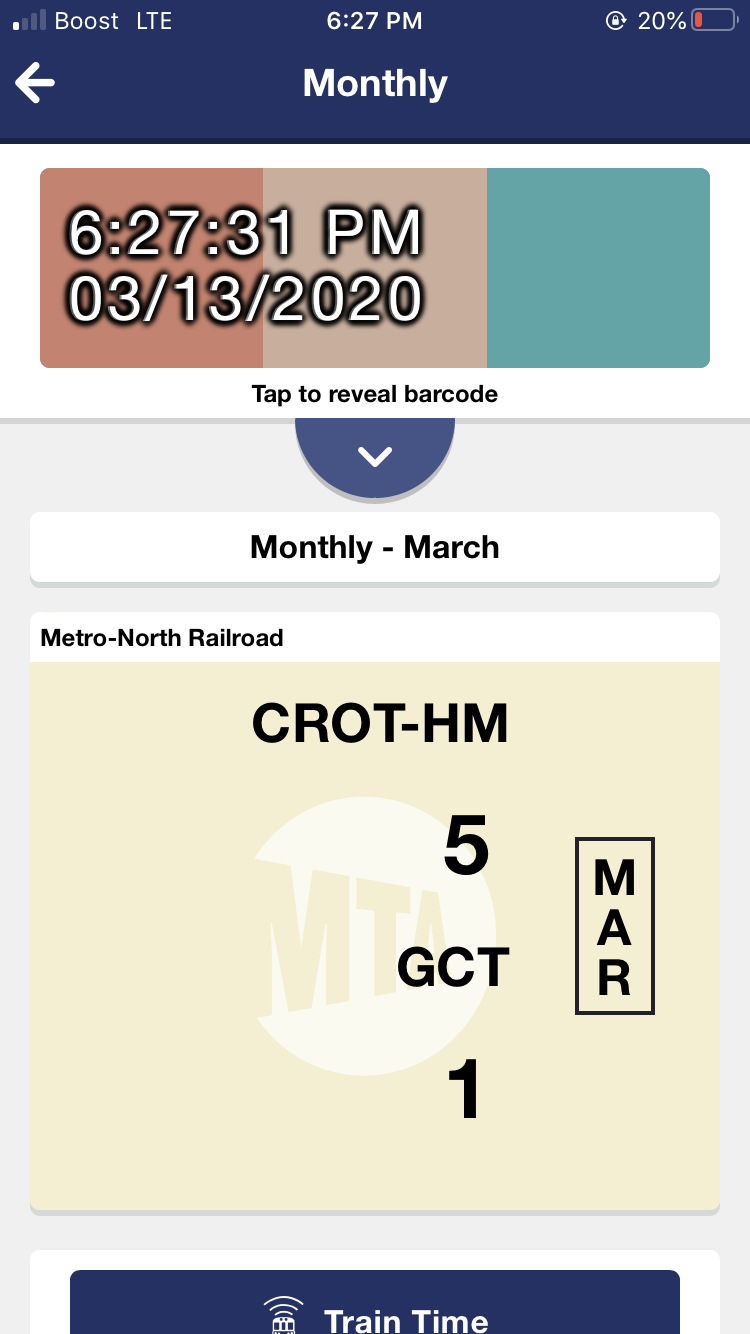 Boost LTE 6:27 PM 20%
Monthly
6:27:31 PM
03/13/2020
Tap to reveal barcode
Monthly - March
Metro-North Railroad
CROT-HM
5
MTA
GCT
1
M
A
R
Train Time